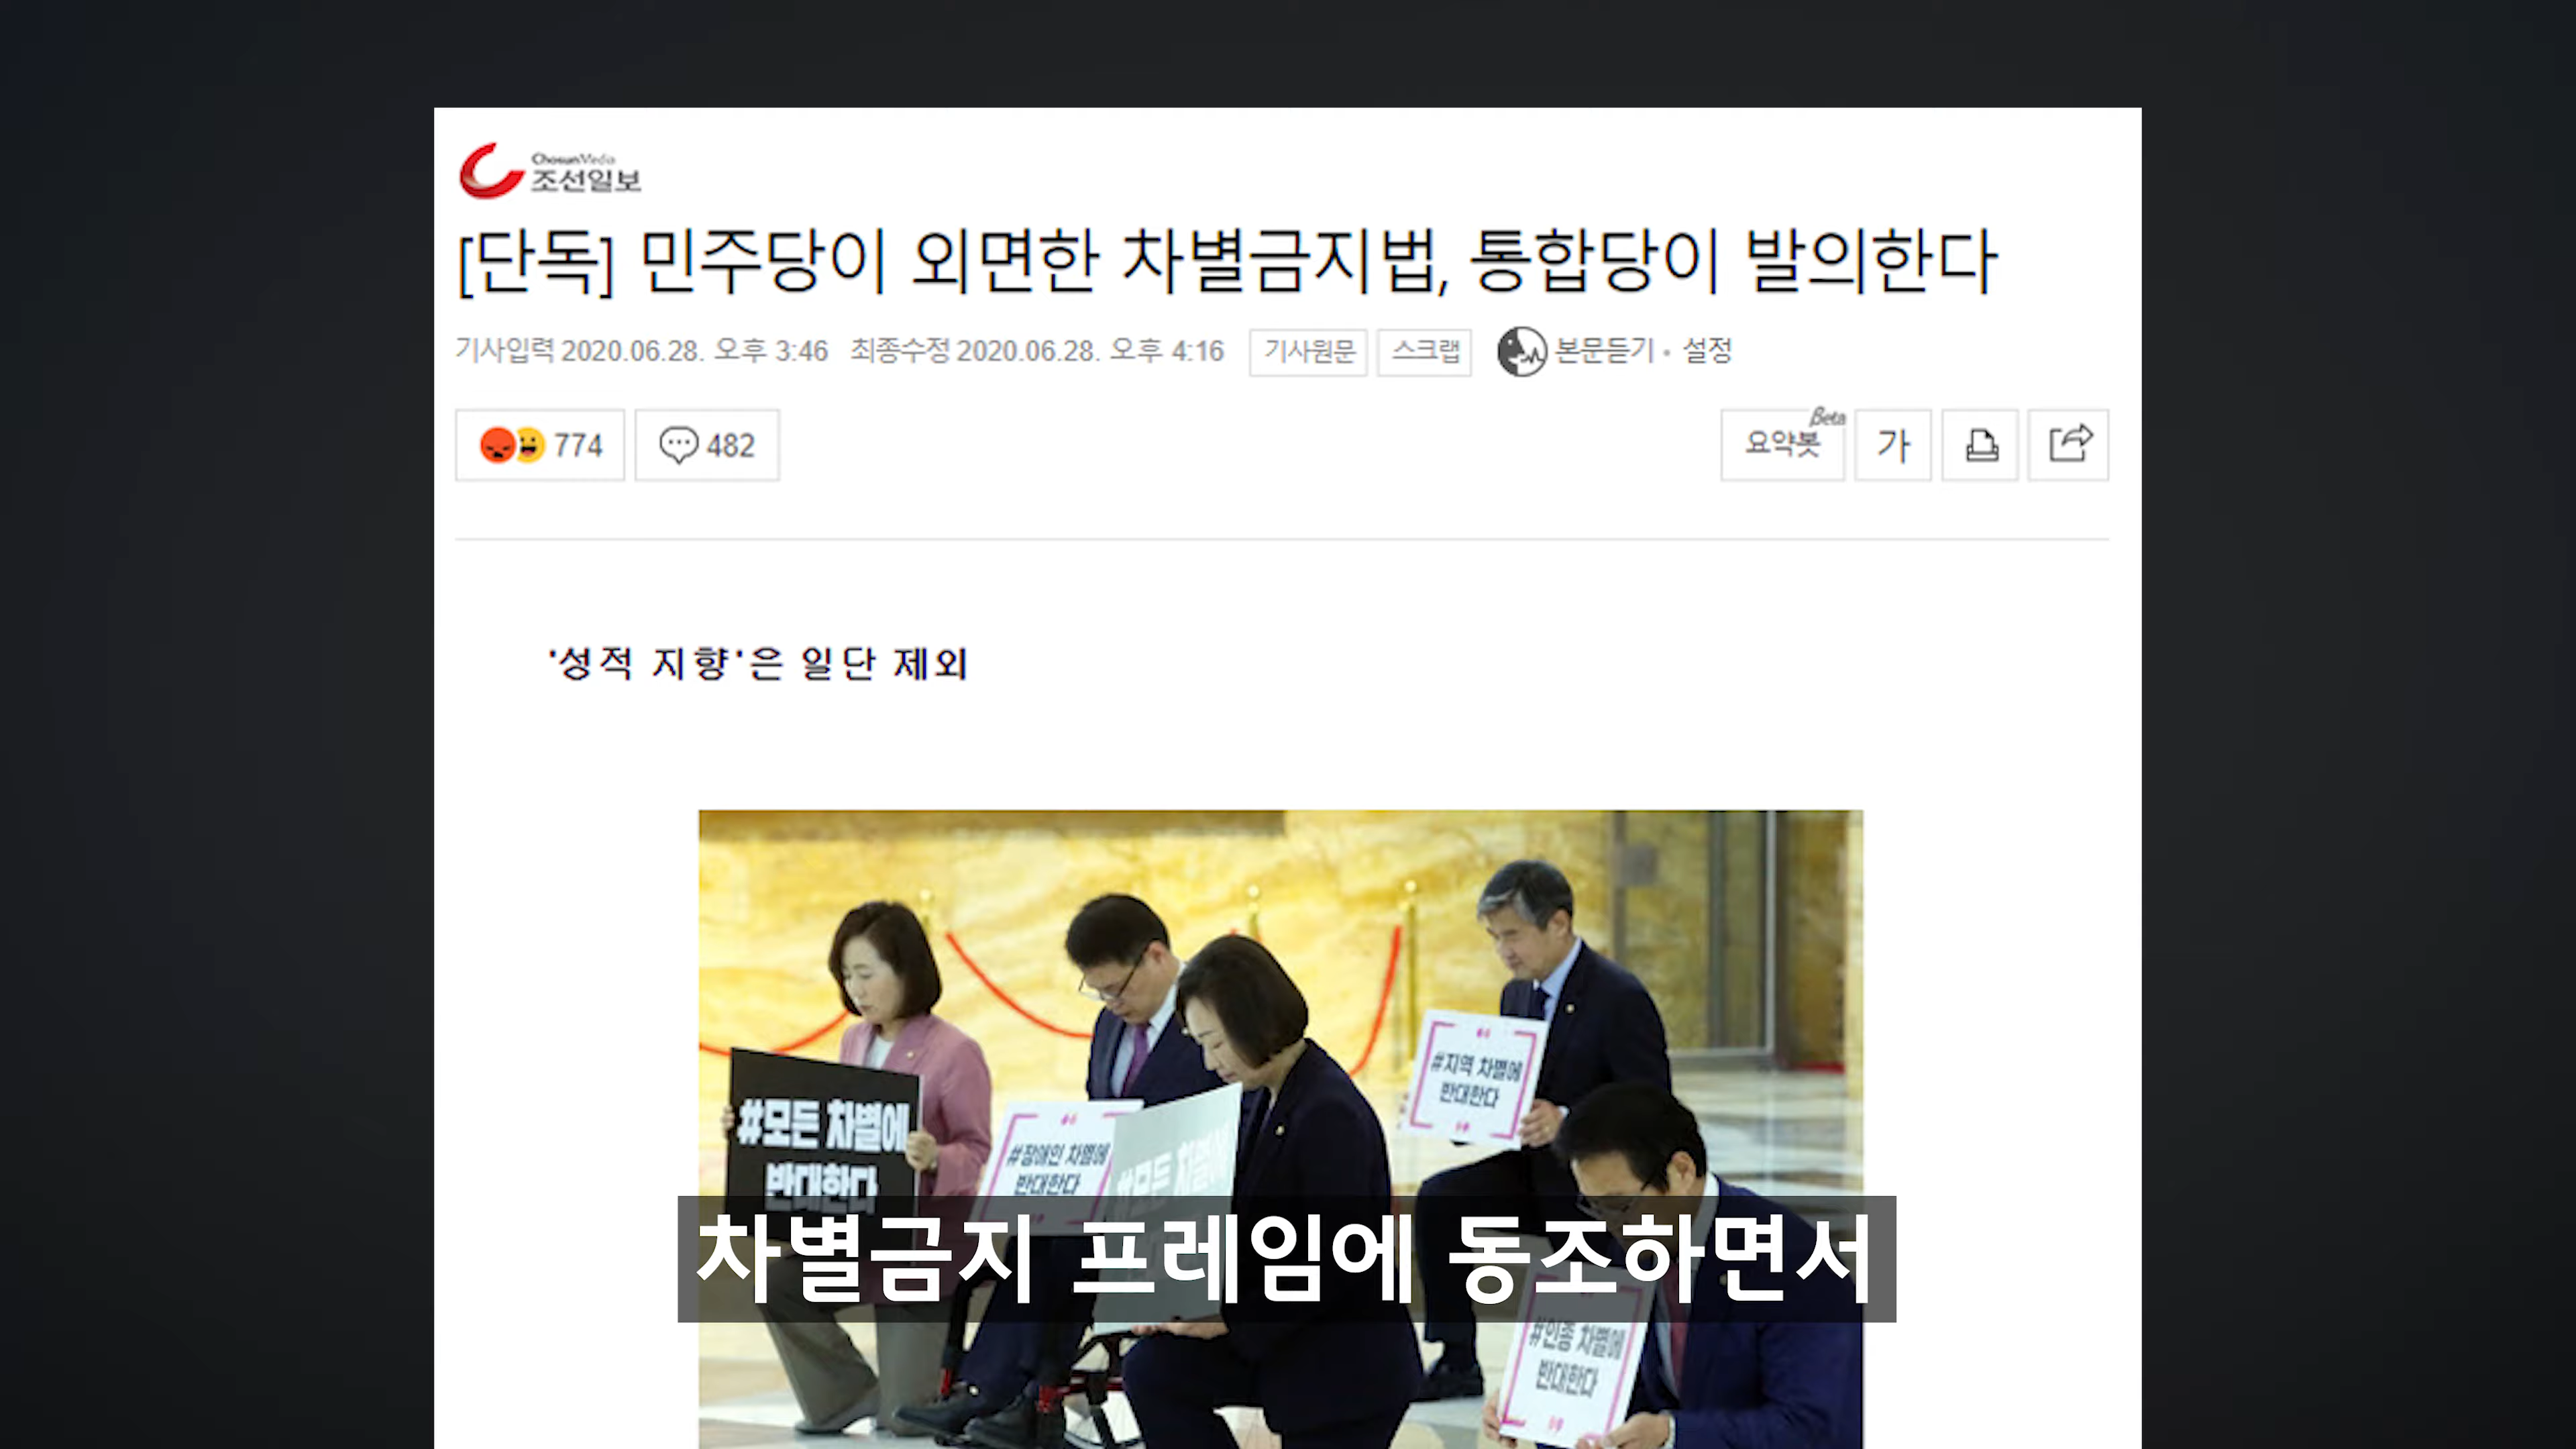 ChosunMedia
조선일보
[단독] 민주당이 외면한 차별금지법, 통합당이 발의한다
기사입력 2020.06.28. 오후 3:46 최종수정 2020.06.28. 오후 4:16 기사원문 스크랩 본문듣기 • 설정
774 482 요약봇 Beta 가
'성적 지향'은 일단 제외
#지역 차별에
반대한다
#모든 차별에
반대한다
#장애인 차별에
반대한다
#모든 차별에
차별금지 프레임에 동조하면서
#인종 차별에
반대한다